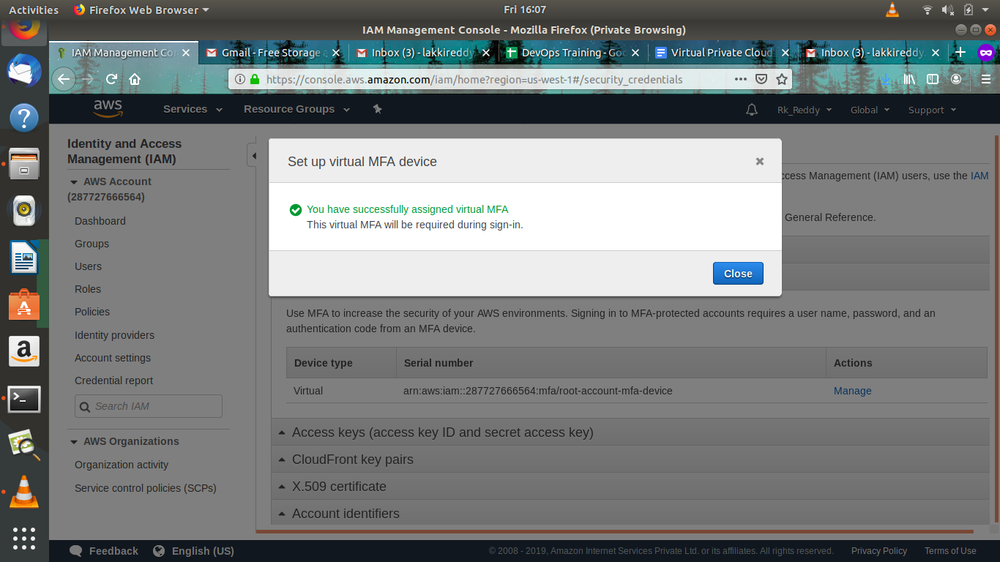 Activities
Firefox Web Browser
Fri 16:07
IAM Management Console - Mozilla Firefox (Private Browsing)
IAM Management Con
Gmail - Free Storage a
Inbox (3) - lakkireddy.
DevOps Training - Goo
Virtual Private Cloud
Inbox (3) - lakkireddy.
https://console.aws.amazon.com/iam/home?region=us-west-1#/security_credentials
aws
Services
Resource Groups
Rk_Reddy
Global
Support
Identity and Access
Management (IAM)
AWS Account
(287727666564)
Dashboard
Groups
Users
Roles
Policies
Identity providers
Account settings
Credential report
Search IAM
AWS Organizations
Organization activity
Service control policies (SCPs)
ccess Management (IAM) users, use the IAM
General Reference.
Set up virtual MFA device
You have successfully assigned virtual MFA
This virtual MFA will be required during sign-in.
Close
Use MFA to increase the security of your AWS environments. Signing in to MFA-protected accounts requires a user name, password, and an
authentication code from an MFA device.
Device type Serial number Actions
Virtual arn:aws:iam::287727666564:mfa/root-account-mfa-device Manage
Access keys (access key ID and secret access key)
CloudFront key pairs
X.509 certificate
Account identifiers
Feedback
English (US)
© 2008 - 2019, Amazon Internet Services Private Ltd. or its affiliates. All rights reserved.
Privacy Policy
Terms of Use